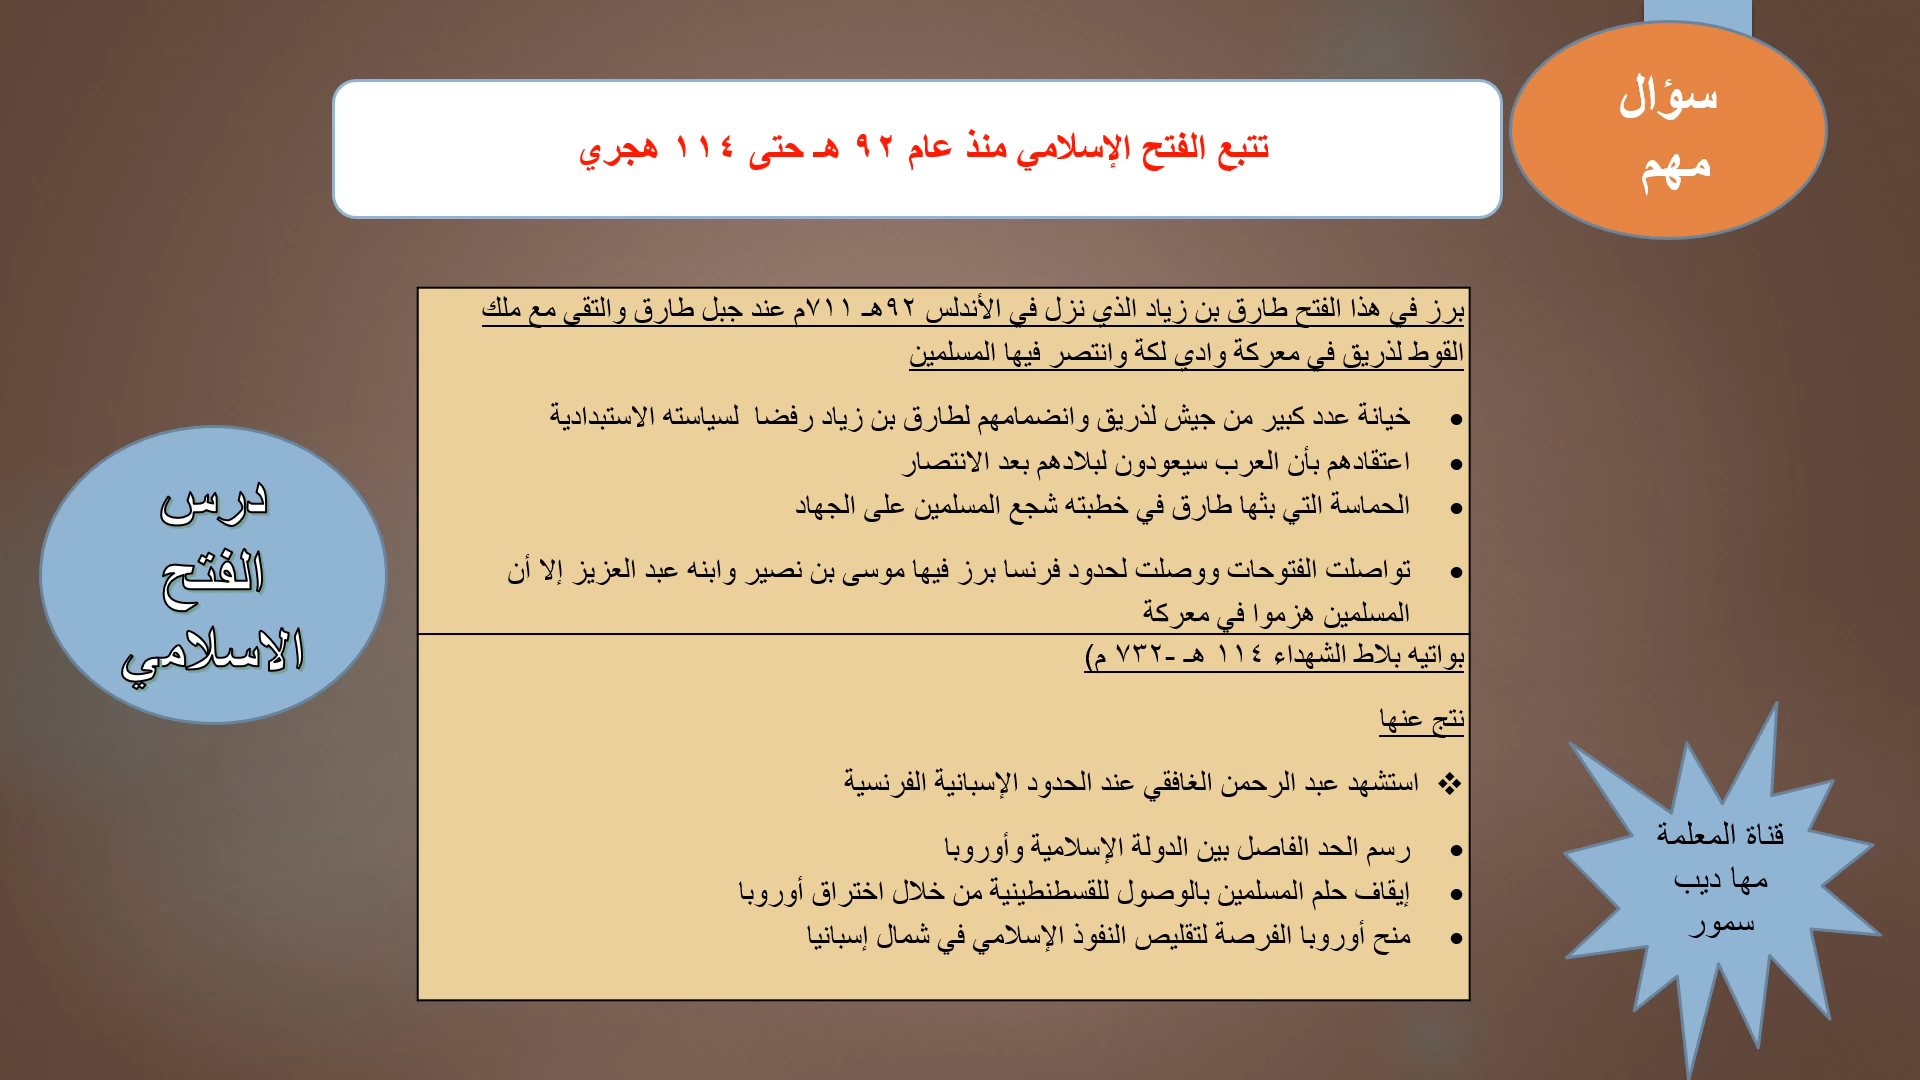 سؤال
مهم
تتبع الفتح الإسلامي منذ عام ٩٢ هـ حتى ١١٤ هجري
برز في هذا الفتح طارق بن زياد الذي نزل في الأندلس ٩٢هـ ٧١١م عند جبل طارق والتقى مع ملك
القوط لذريق في معركة وادي لكة وانتصر فيها المسلمين
• خيانة عدد كبير من جيش لذريق وانضمامهم لطارق بن زياد رفضا لسياسته الاستبدادية
• اعتقادهم بأن العرب سيعودون لبلادهم بعد الانتصار
• الحماسة التي بثها طارق في خطبته شجع المسلمين على الجهاد
• تواصلت الفتوحات ووصلت لحدود فرنسا برز فيها موسى بن نصير وابنه عبد العزيز إلا أن
المسلمين هزموا في معركة
بواتيه بلاط الشهداء ١١٤ هـ -٧٣٢ م)
نتج عنها
❖ استشهد عبد الرحمن الغافقي عند الحدود الإسبانية الفرنسية
• رسم الحد الفاصل بين الدولة الإسلامية وأوروبا
• إيقاف حلم المسلمين بالوصول للقسطنطينية من خلال اختراق أوروبا
• منح أوروبا الفرصة لتقليص النفوذ الإسلامي في شمال إسبانيا
درس
الفتح
الاسلامي
قناة المعلمة
مها ديب
سمور